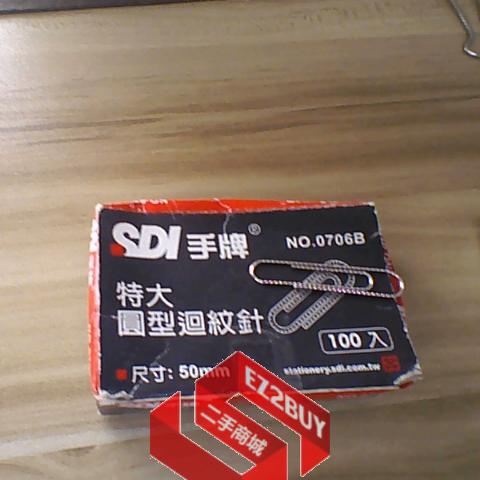 SDI 手牌®
NO.0706B
特大
圓型迴紋針
100 入
尺寸: 50mm
stationery.sdi.com.tw
EZ2BUY
二手商城